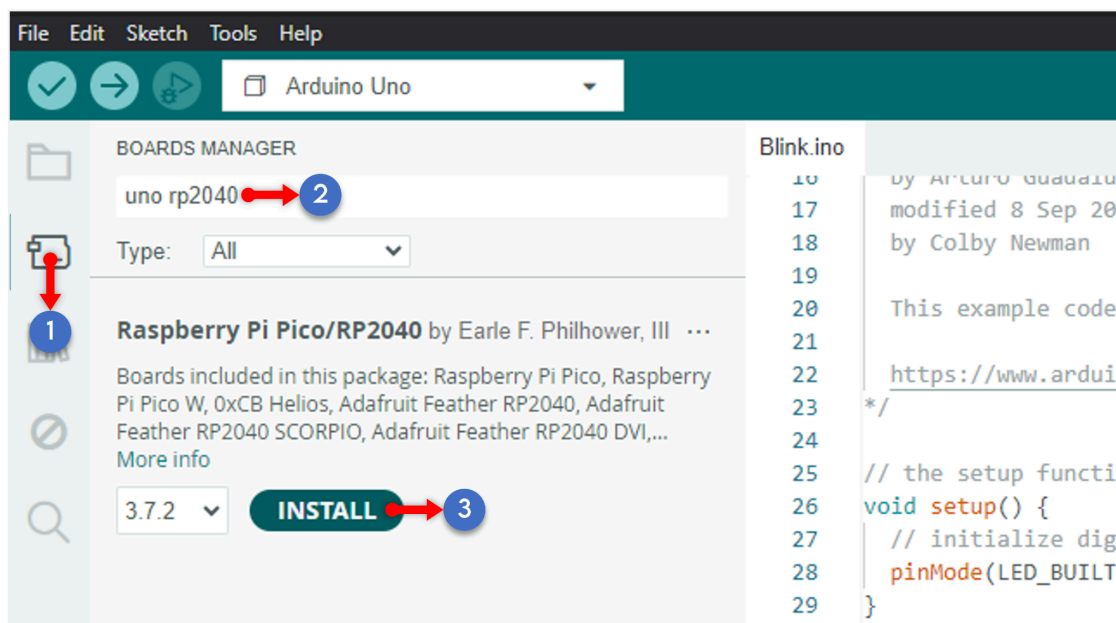 File Edit Sketch Tools Help
Arduino Uno
BOARDS MANAGER
uno rp2040
2
Type: All
1
Raspberry Pi Pico/RP2040 by Earle F. Philhower, III ...
Boards included in this package: Raspberry Pi Pico, Raspberry
Pi Pico W, 0xCB Helios, Adafruit Feather RP2040, Adafruit
Feather RP2040 SCORPIO, Adafruit Feather RP2040 DVI,...
More info
3.7.2
INSTALL
3
Blink.ino
16 by Arturo Guadalu
17 modified 8 Sep 20
18 by Colby Newman
19
20 This example code
21
22 https://www.ardui
23 */
24
25 // the setup functi
26 void setup() {
27 // initialize dig
28 pinMode(LED_BUILT
29 }